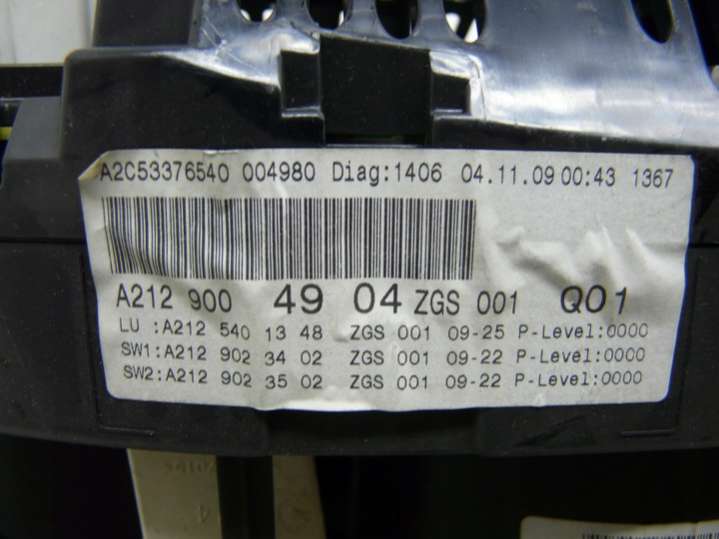 A2C53376540 004980 Diag:1406 04.11.09 00:43 1367
A212 900 49 04 ZGS 001 Q01
LU :A212 540 13 48 ZGS 001 09-25 P-Level:0000
SW1:A212 902 34 02 ZGS 001 09-22 P-Level:0000
SW2:A212 902 35 02 ZGS 001 09-22 P-Level:0000